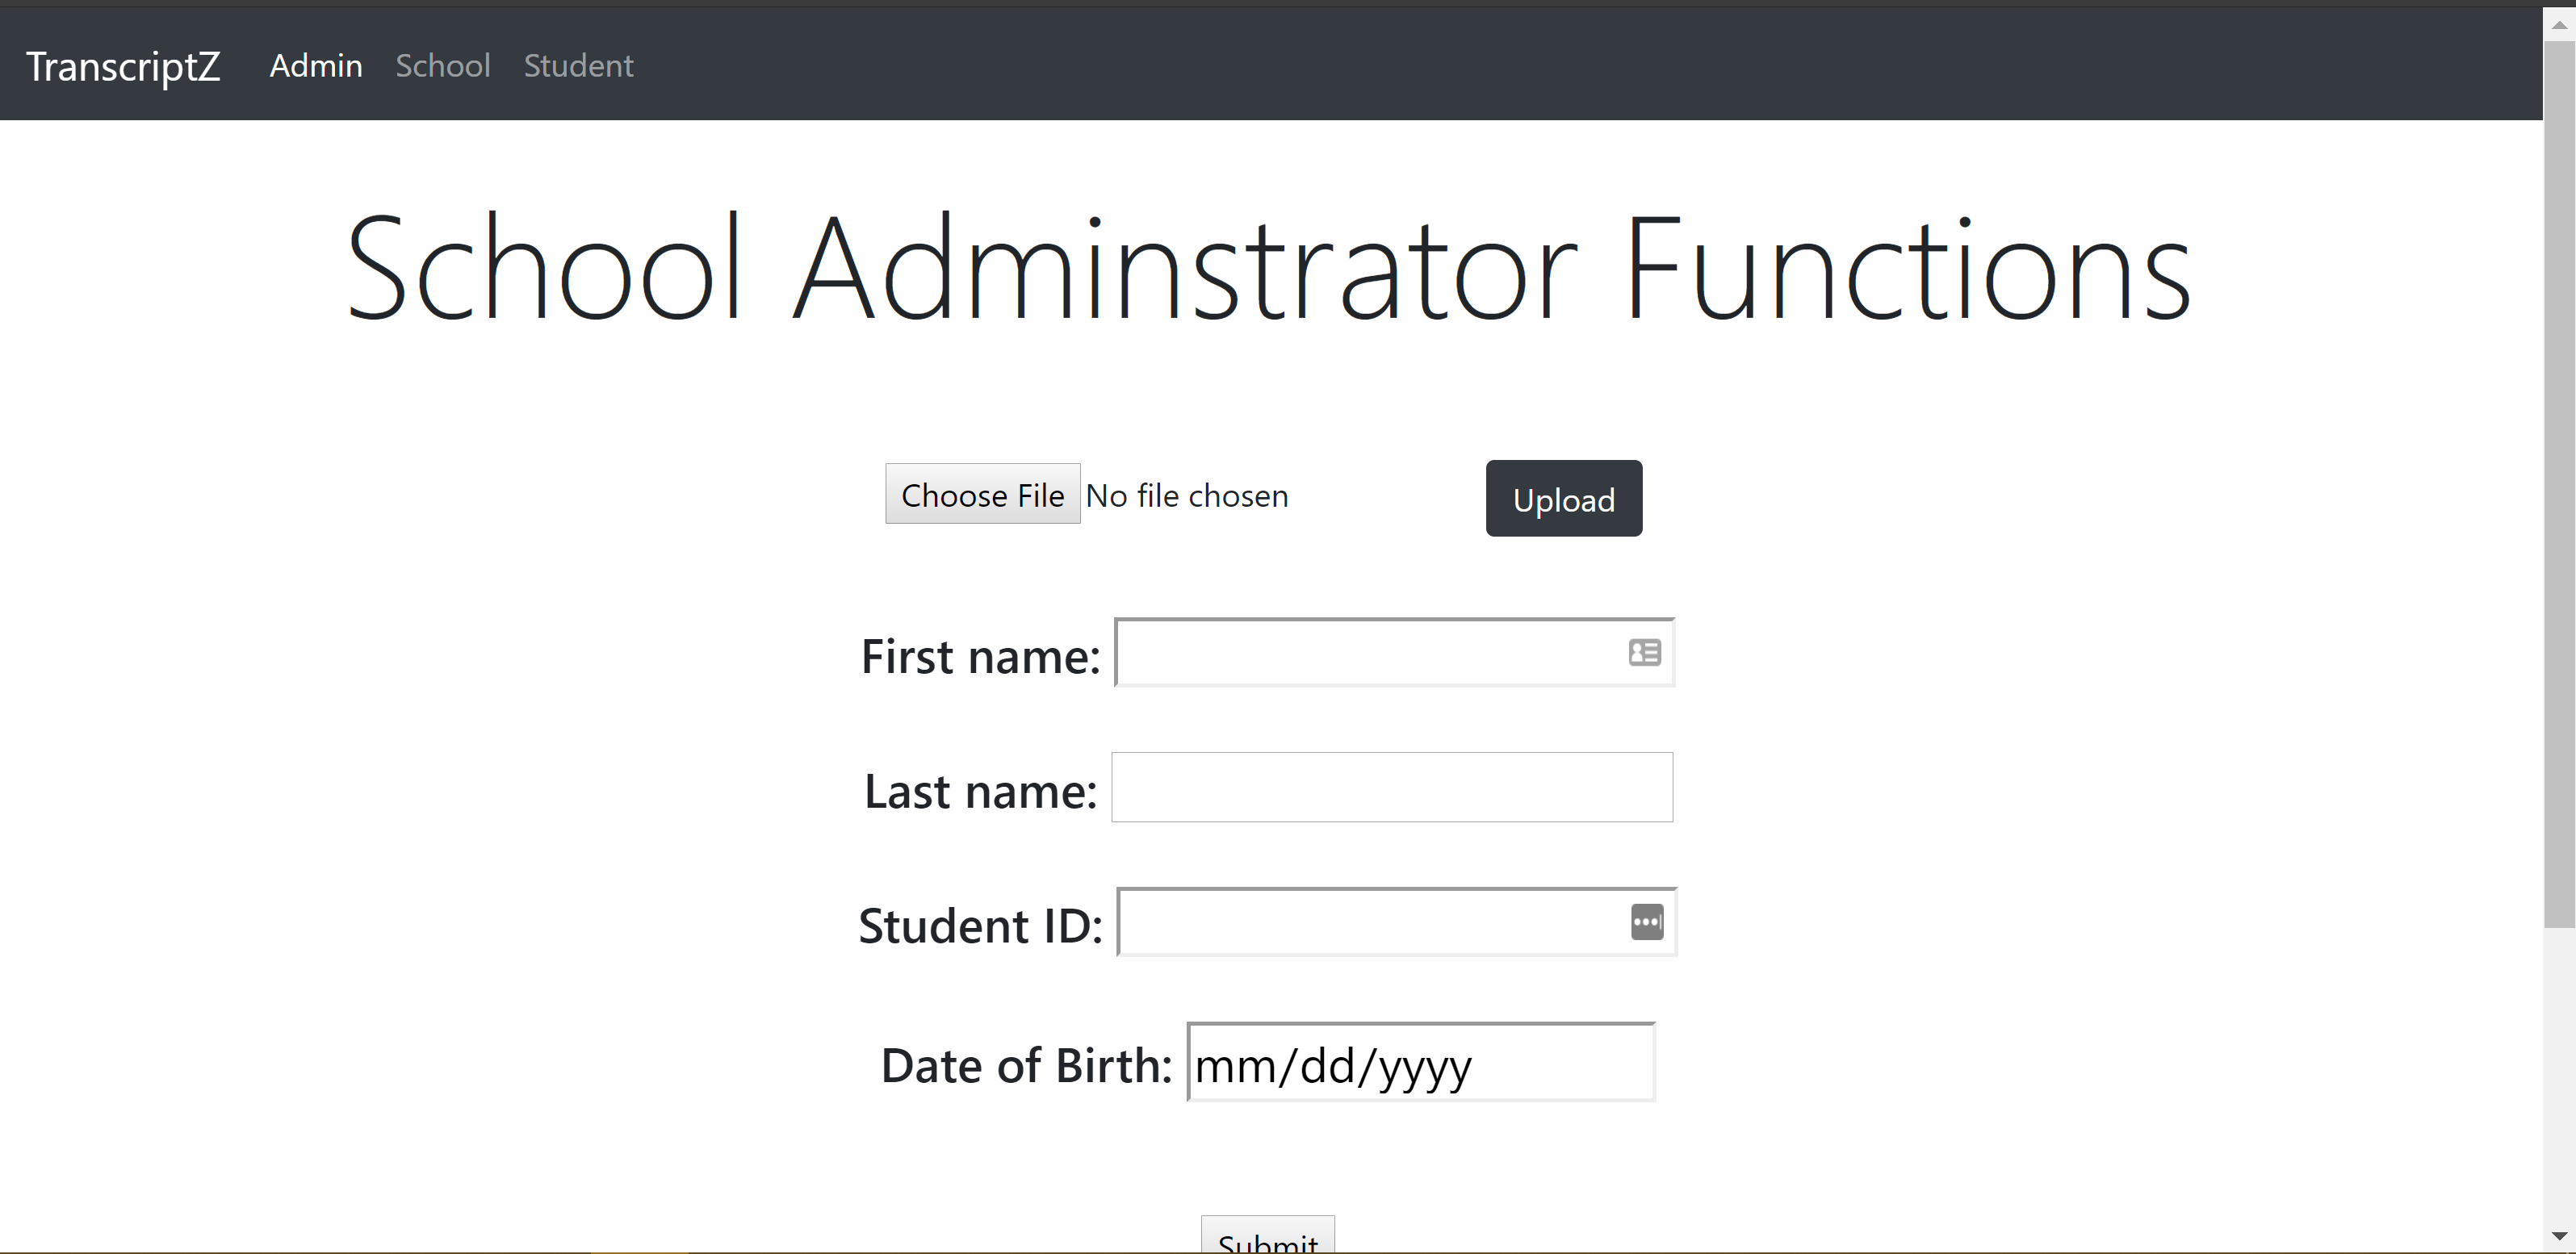 TranscriptZ Admin School Student
School Adminstrator Functions
Choose File No file chosen Upload
First name:
Last name:
Student ID:
Date of Birth: mm/dd/yyyy
Submit